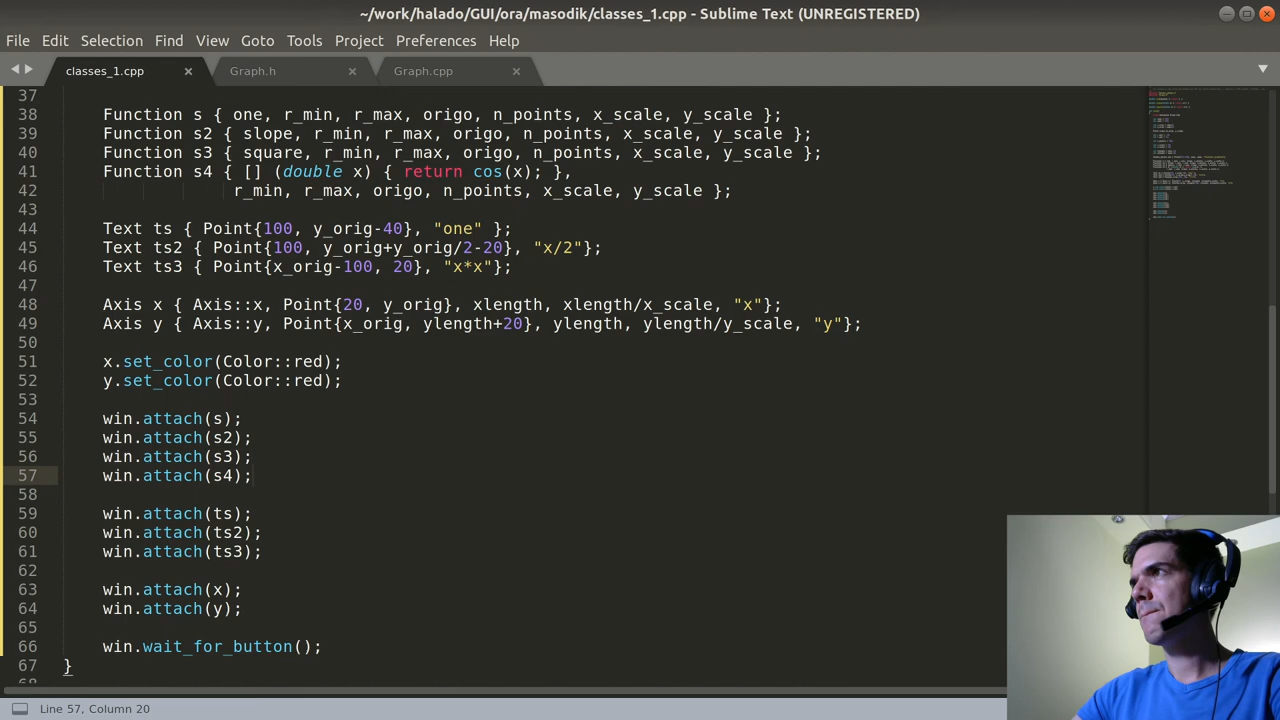 ~/work/halado/GUI/ora/masodik/classes_1.cpp - Sublime Text (UNREGISTERED)
File Edit Selection Find View Goto Tools Project Preferences Help
classes_1.cpp Graph.h Graph.cpp
37
38 Function s { one, r_min, r_max, origo, n_points, x_scale, y_scale };
39 Function s2 { slope, r_min, r_max, origo, n_points, x_scale, y_scale };
40 Function s3 { square, r_min, r_max, origo, n_points, x_scale, y_scale };
41 Function s4 { [] (double x) { return cos(x); },
42 r_min, r_max, origo, n_points, x_scale, y_scale };
43
44 Text ts { Point{100, y_orig-40}, "one" };
45 Text ts2 { Point{100, y_orig+y_orig/2-20}, "x/2"};
46 Text ts3 { Point{x_orig-100, 20}, "x*x"};
47
48 Axis x { Axis::x, Point{20, y_orig}, xlength, xlength/x_scale, "x"};
49 Axis y { Axis::y, Point{x_orig, ylength+20}, ylength, ylength/y_scale, "y"};
50
51 x.set_color(Color::red);
52 y.set_color(Color::red);
53
54 win.attach(s);
55 win.attach(s2);
56 win.attach(s3);
57 win.attach(s4);
58
59 win.attach(ts);
60 win.attach(ts2);
61 win.attach(ts3);
62
63 win.attach(x);
64 win.attach(y);
65
66 win.wait_for_button();
67 }
Line 57, Column 20